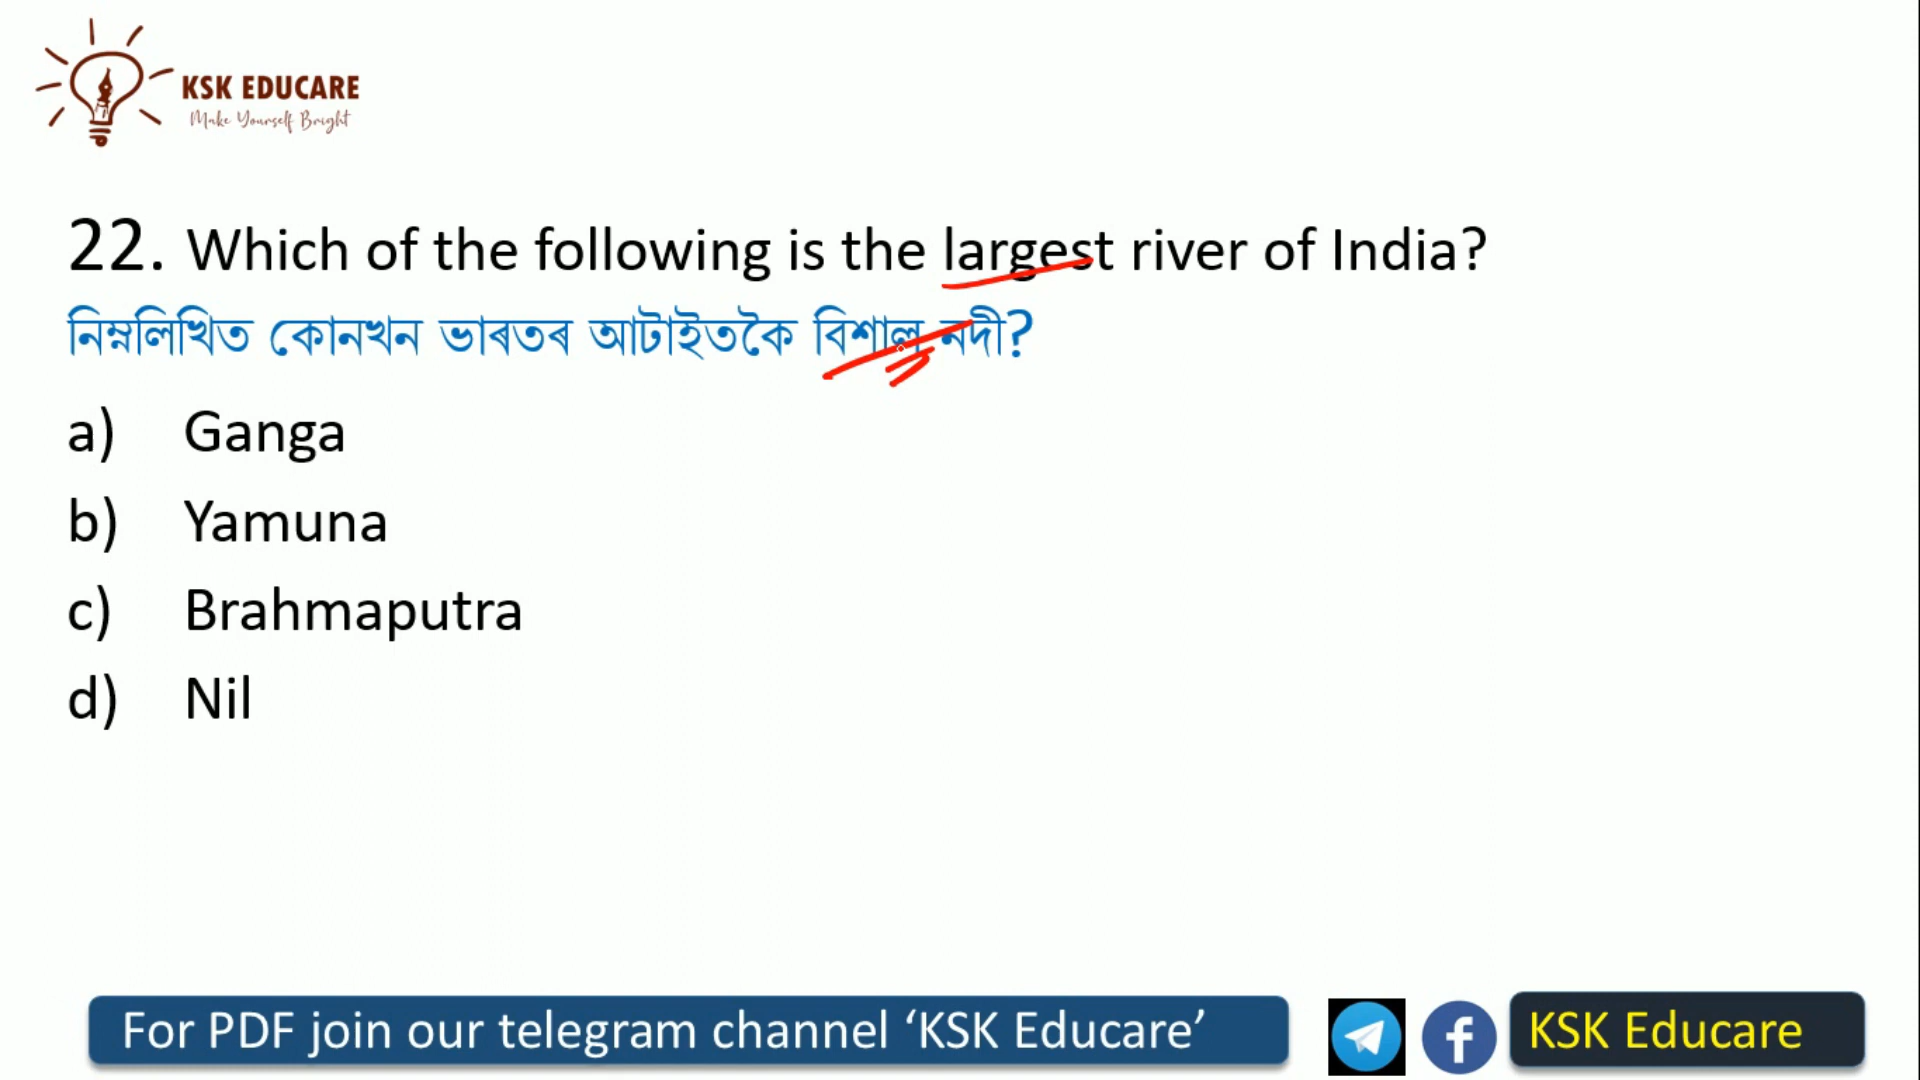 KSK EDUCARE
Make Yourself Bright
22. Which of the following is the largest river of India?
নিম্নলিখিত কোনখন ভাৰতৰ আটাইতকৈ বিশাল নদী?
a) Ganga
b) Yamuna
c) Brahmaputra
d) Nil
For PDF join our telegram channel ‘KSK Educare’
KSK Educare